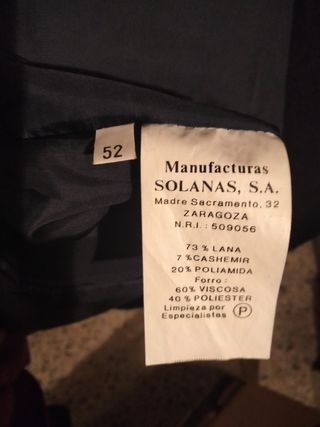 52
Manufacturas
SOLANAS, S.A.
Madre Sacramento, 32
ZARAGOZA
N.R.I.: 509056
73 % LANA
7 % CASHEMIR
20% POLIAMIDA
Forro:
60% VISCOSA
40 % POLIESTER
Limpieza por
Especialistas P